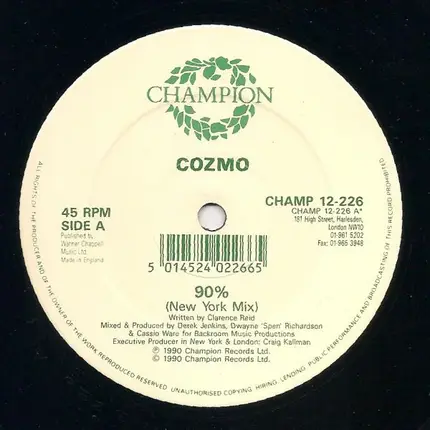 CHAMPION
COZMO
45 RPM
SIDE A
Published by
Warner Chappell
Music Ltd.
Made in England
CHAMP 12-226
CHAMP 12-226 A*
181 High Street, Harlesden,
London NW10
01 961 5202
Fax: 01 965 3948
5 014524 022665
90%
(New York Mix)
Written by Clarence Reid
Mixed & Produced by Derek Jenkins, Dwayne 'Spen' Richardson
& Cassio Ware for Backroom Music Productions
Executive Producer in New York & London: Craig Kallman
℗ 1990 Champion Records Ltd.
© 1990 Champion Records Ltd.
ALL RIGHTS OF THE PRODUCER AND OF THE OWNER OF THE WORK REPRODUCED RESERVED. UNAUTHORISED COPYING, HIRING, LENDING, PUBLIC PERFORMANCE AND BROADCASTING OF THIS RECORD PROHIBITED.